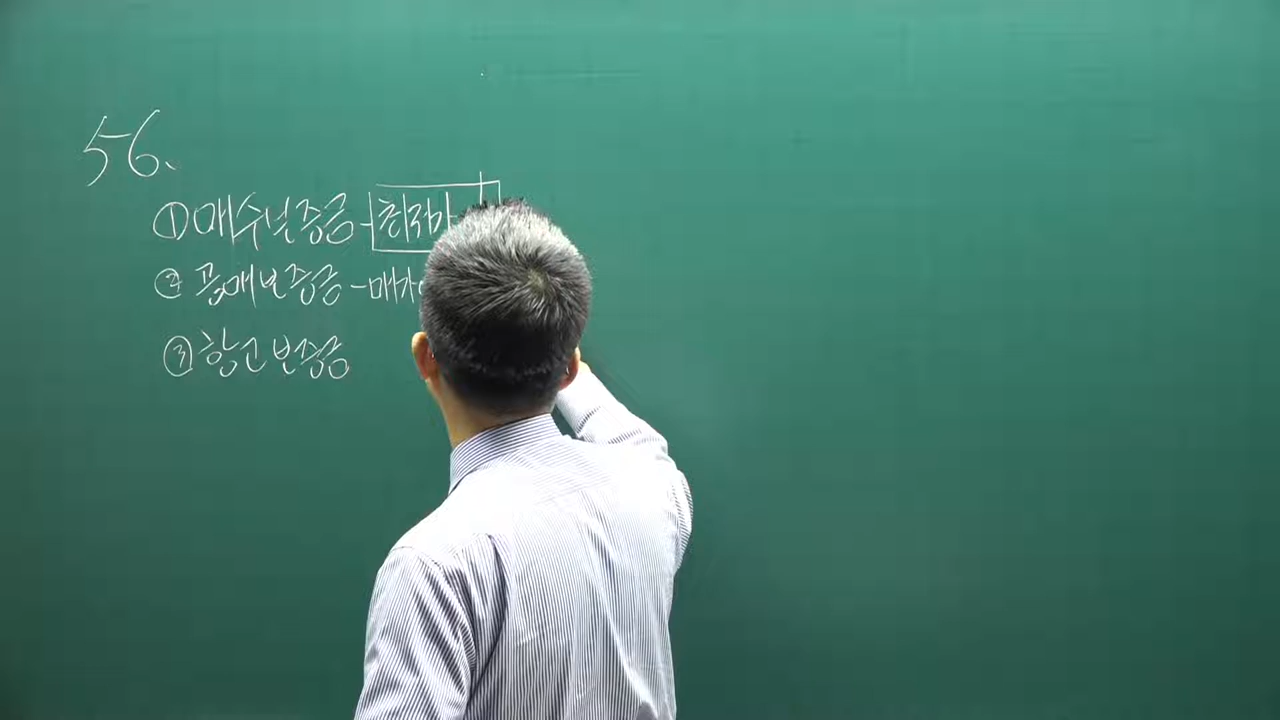 56.
① 매수보증금 - 최저매
② 공매보증금 - 매각
③ 항고보증금